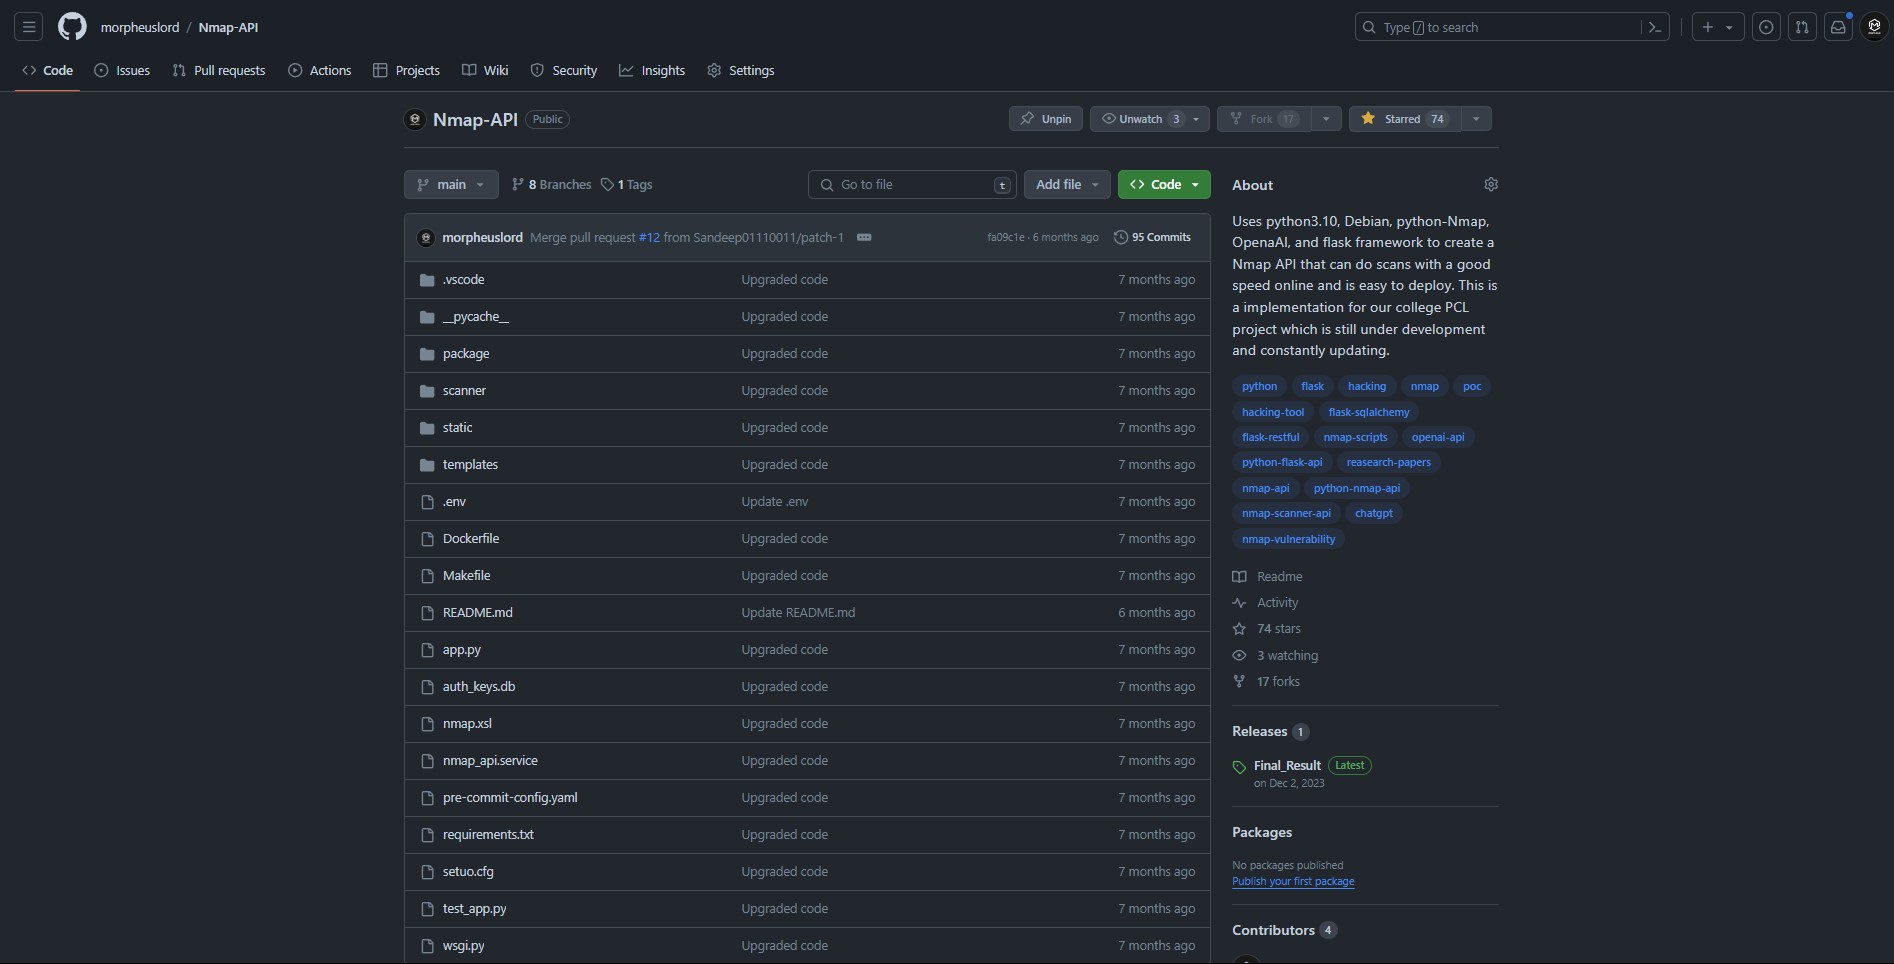 morpheuslord / Nmap-API
Type / to search
Code Issues Pull requests Actions Projects Wiki Security Insights Settings
Nmap-API Public
Unpin Unwatch 3 Fork 17 Starred 74
main 8 Branches 1 Tags Go to file t Add file Code
morpheuslord Merge pull request #12 from Sandeep01110011/patch-1 fa09c1e · 6 months ago 95 Commits
.vscode Upgraded code 7 months ago
__pycache__ Upgraded code 7 months ago
package Upgraded code 7 months ago
scanner Upgraded code 7 months ago
static Upgraded code 7 months ago
templates Upgraded code 7 months ago
.env Update .env 7 months ago
Dockerfile Upgraded code 7 months ago
Makefile Upgraded code 7 months ago
README.md Update README.md 6 months ago
app.py Upgraded code 7 months ago
auth_keys.db Upgraded code 7 months ago
nmap.xsl Upgraded code 7 months ago
nmap_api.service Upgraded code 7 months ago
pre-commit-config.yaml Upgraded code 7 months ago
requirements.txt Upgraded code 7 months ago
setuo.cfg Upgraded code 7 months ago
test_app.py Upgraded code 7 months ago
wsgi.py Upgraded code 7 months ago
About
Uses python3.10, Debian, python-Nmap,
OpenaAI, and flask framework to create a
Nmap API that can do scans with a good
speed online and is easy to deploy. This is
a implementation for our college PCL
project which is still under development
and constantly updating.
python flask hacking nmap poc
hacking-tool flask-sqlalchemy
flask-restful nmap-scripts openai-api
python-flask-api reasearch-papers
nmap-api python-nmap-api
nmap-scanner-api chatgpt
nmap-vulnerability
Readme
Activity
74 stars
3 watching
17 forks
Releases 1
Final_Result Latest
on Dec 2, 2023
Packages
No packages published
Publish your first package
Contributors 4